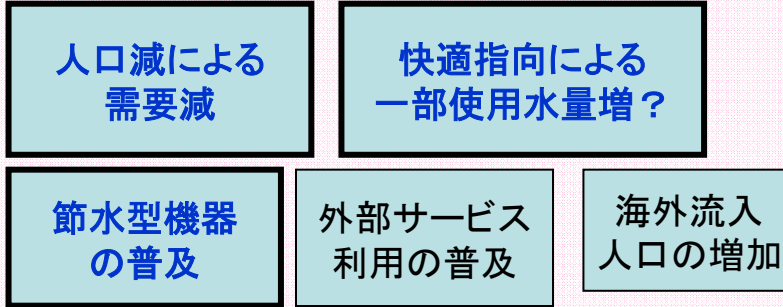 人口減による
需要減
快適指向による
一部使用水量増？
節水型機器
の普及
外部サービス
利用の普及
海外流入
人口の増加